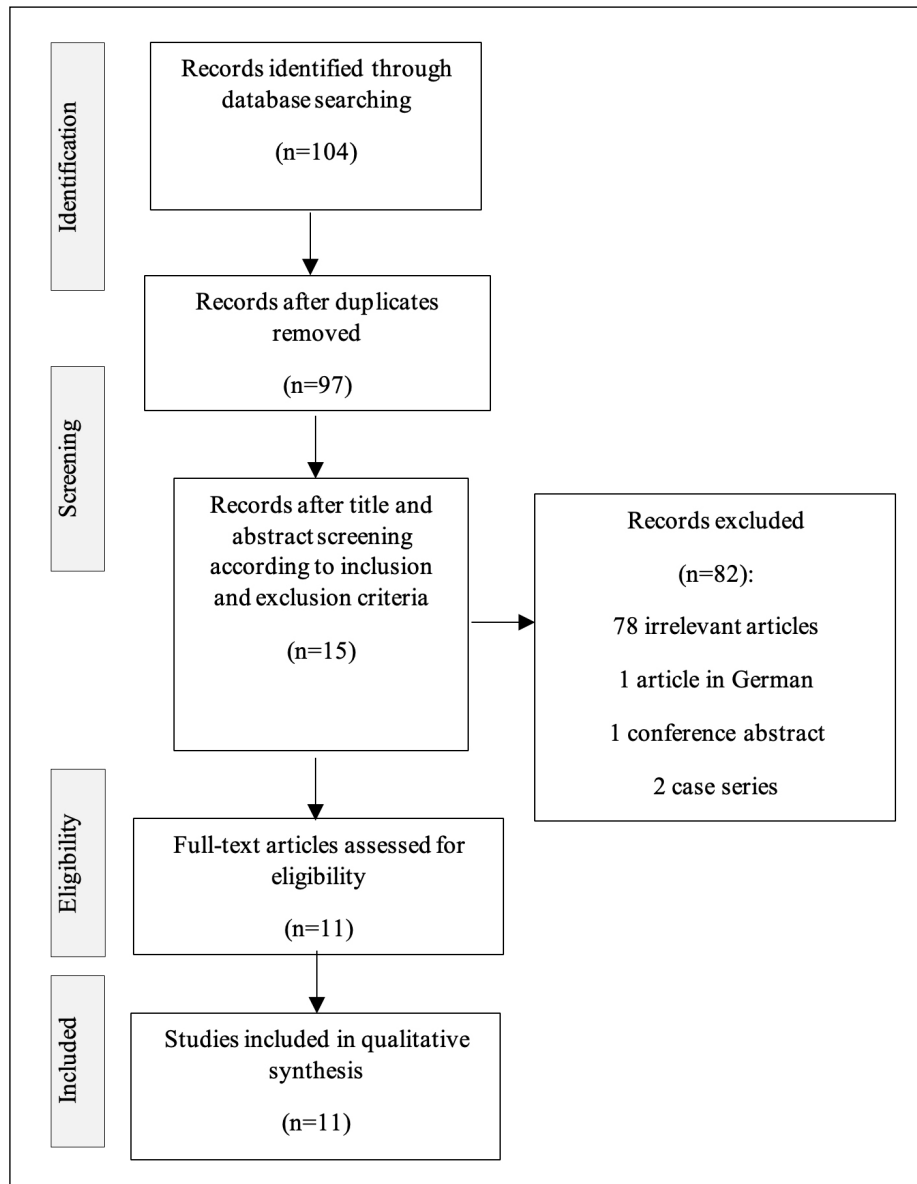 Identification
Records identified through
database searching
(n=104)
Records after duplicates
removed
(n=97)
Screening
Records after title and
abstract screening
according to inclusion
and exclusion criteria
(n=15)
Records excluded
(n=82):
78 irrelevant articles
1 article in German
1 conference abstract
2 case series
Eligibility
Full-text articles assessed for
eligibility
(n=11)
Included
Studies included in qualitative
synthesis
(n=11)